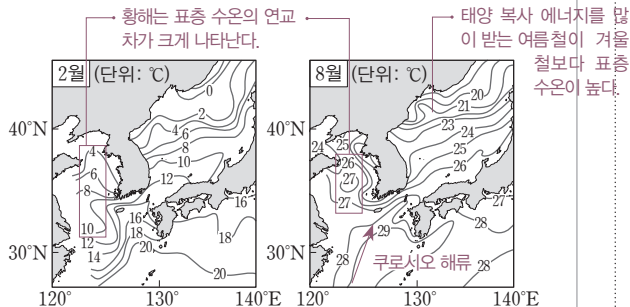 황해는 표층 수온의 연교
차가 크게 나타난다.
태양 복사 에너지를 많
이 받는 여름철이 겨울
철보다 표층
수온이 높다.
2월 (단위: ℃)
0
2
4 6
8
10
12
4
6
8
10
12
14
16
18
20
16
18
20
40°N
30°N
120°
130°
140°
8월 (단위: ℃)
20
21
23
24
25
26
24
25
26
27
27
27
28
29
28
28
28
쿠로시오 해류
40°N
30°N
120°
130°
140°E